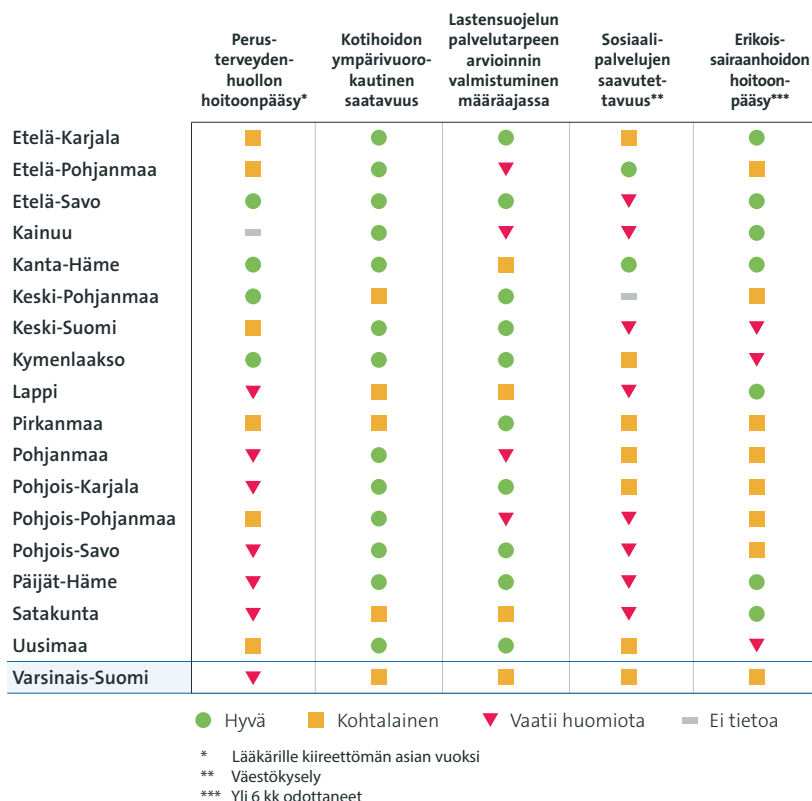 Perus-
terveyden-
huollon
hoitoonpääsy*
Kotihoidon
ympärivuoro-
kautinen
saatavuus
Lastensuojelun
palvelutarpeen
arvioinnin
valmistuminen
määräajassa
Sosiaali-
palvelujen
saavutet-
tavuus**
Erikois-
sairaanhoidon
hoitoon-
pääsy***
Etelä-Karjala
Etelä-Pohjanmaa
Etelä-Savo
Kainuu
Kanta-Häme
Keski-Pohjanmaa
Keski-Suomi
Kymenlaakso
Lappi
Pirkanmaa
Pohjanmaa
Pohjois-Karjala
Pohjois-Pohjanmaa
Pohjois-Savo
Päijät-Häme
Satakunta
Uusimaa
Varsinais-Suomi
Hyvä Kohtalainen Vaatii huomiota Ei tietoa
* Lääkärille kiireettömän asian vuoksi
** Väestökysely
*** Yli 6 kk odottaneet